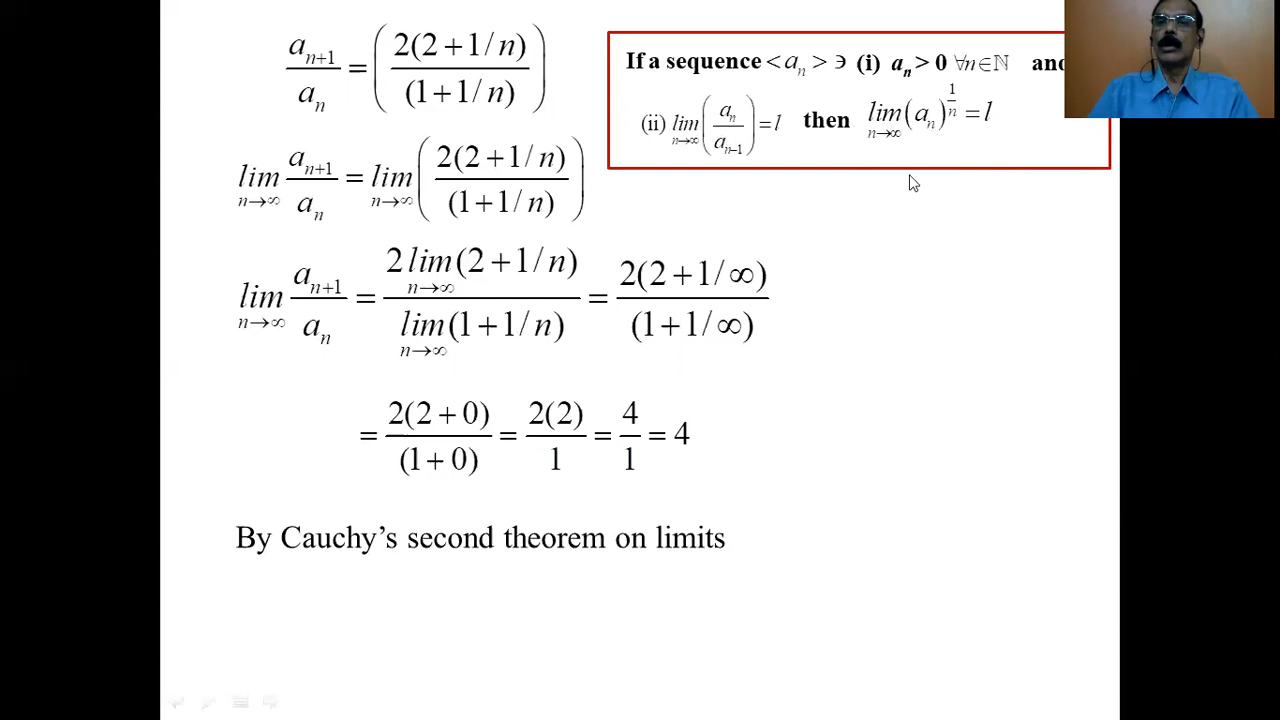 a_{n+1}/a_n = (2(2+1/n)/(1+1/n))
If a sequence <a_n> ∋ (i) a_n > 0 ∀n∈ℕ and
(ii) lim_{n→∞} (a_n/a_{n−1}) = l then lim_{n→∞} (a_n)^{1/n} = l
lim_{n→∞} a_{n+1}/a_n = lim_{n→∞} (2(2+1/n)/(1+1/n))
lim_{n→∞} a_{n+1}/a_n = 2 lim_{n→∞} (2+1/n)/lim_{n→∞} (1+1/n) = 2(2+1/∞)/(1+1/∞)
= 2(2+0)/(1+0) = 2(2)/1 = 4/1 = 4
By Cauchy’s second theorem on limits